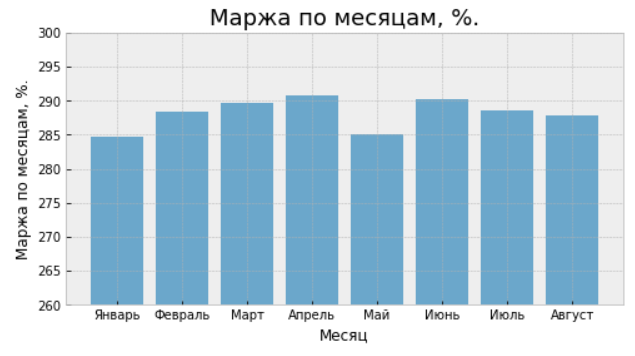 Маржа по месяцам, %.
Маржа по месяцам, %.
300
295
290
285
280
275
270
265
260
Январь Февраль Март Апрель Май Июнь Июль Август
Месяц